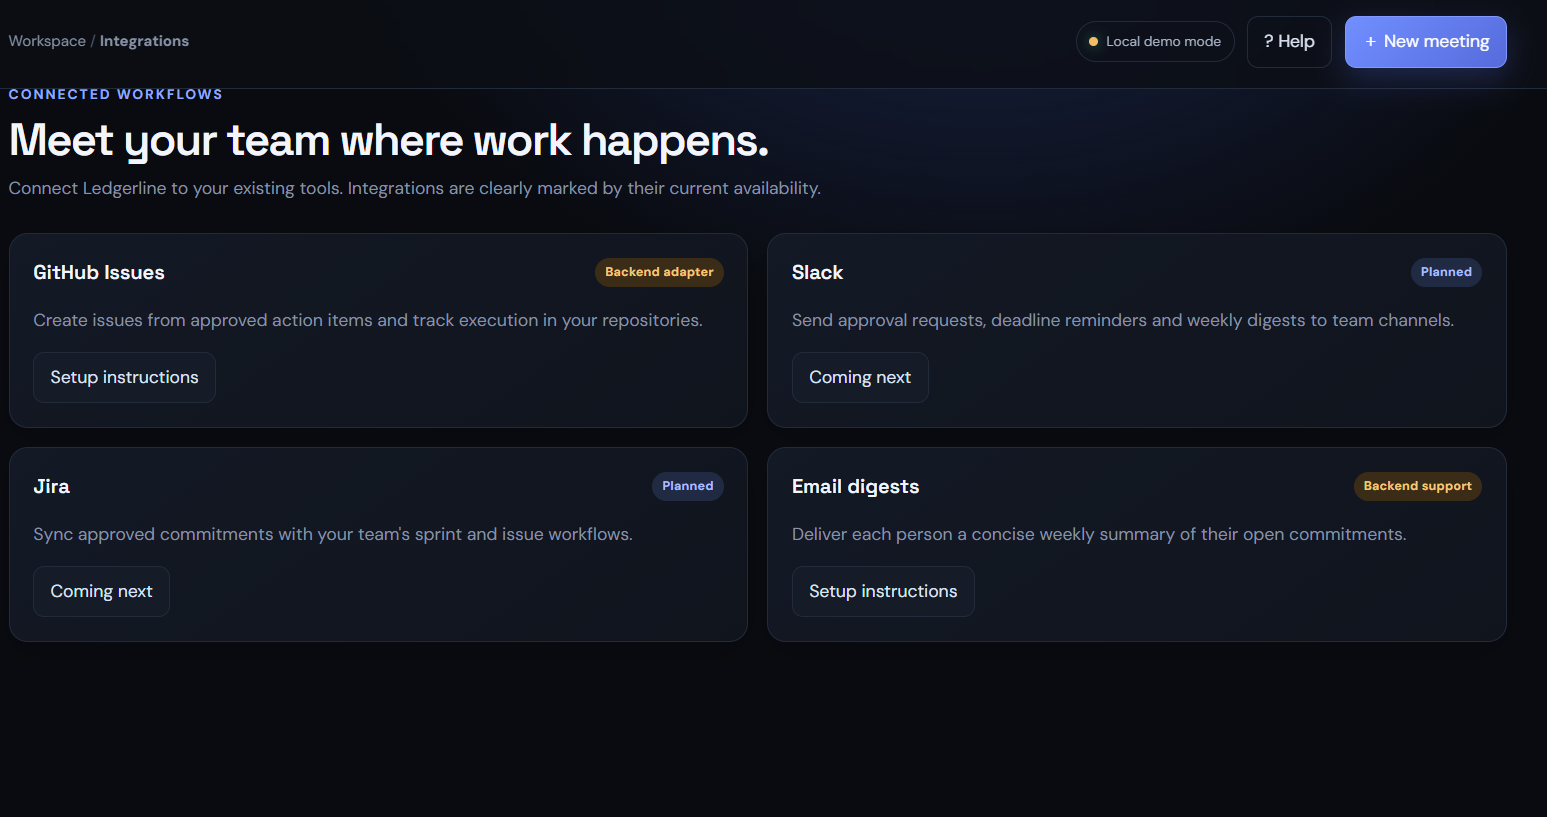 Workspace / Integrations
Local demo mode
? Help
+ New meeting
CONNECTED WORKFLOWS
Meet your team where work happens.
Connect Ledgerline to your existing tools. Integrations are clearly marked by their current availability.
GitHub Issues
Backend adapter
Create issues from approved action items and track execution in your repositories.
Setup instructions
Slack
Planned
Send approval requests, deadline reminders and weekly digests to team channels.
Coming next
Jira
Planned
Sync approved commitments with your team's sprint and issue workflows.
Coming next
Email digests
Backend support
Deliver each person a concise weekly summary of their open commitments.
Setup instructions